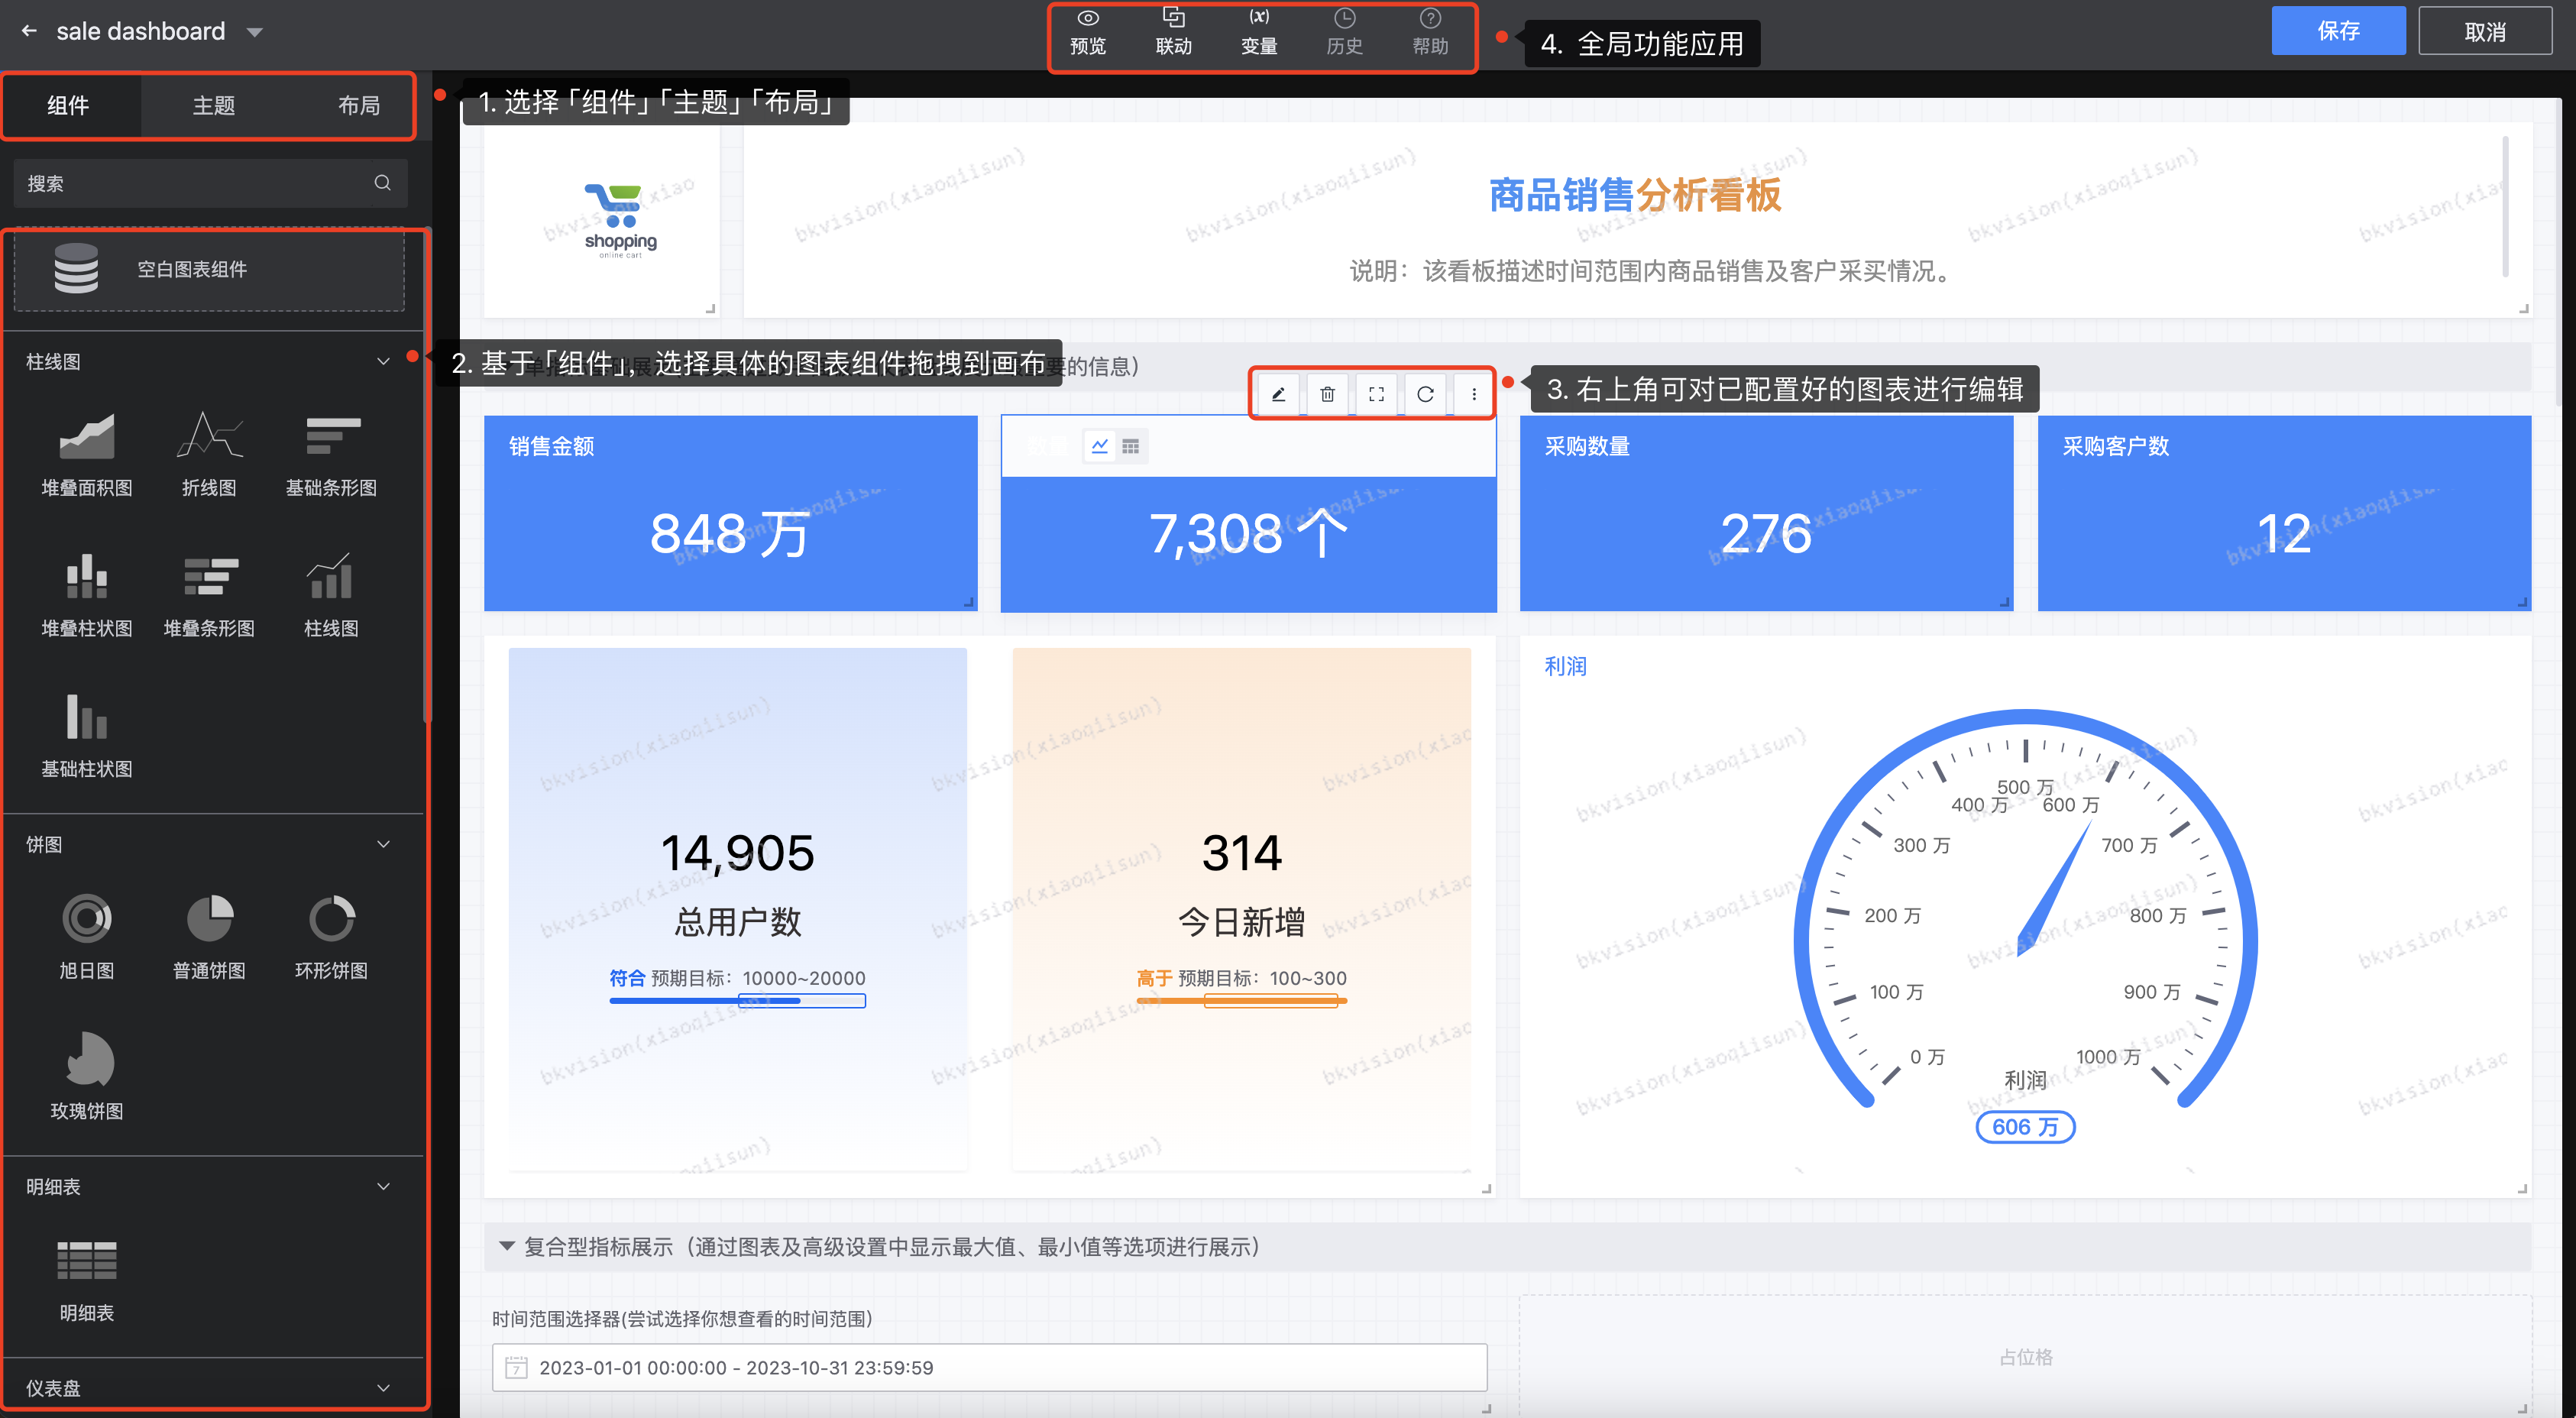 sale dashboard
预览
联动
变量
历史
帮助
4. 全局功能应用
保存
取消
组件
主题
布局
1. 选择「组件」「主题」「布局」
搜索
空白图表组件
柱线图
堆叠面积图
折线图
基础条形图
堆叠柱状图
堆叠条形图
柱线图
基础柱状图
饼图
旭日图
普通饼图
环形饼图
玫瑰饼图
明细表
明细表
仪表盘
shopping
online cart
商品销售分析看板
说明：该看板描述时间范围内商品销售及客户采买情况。
2. 基于「组件」，选择具体的图表组件拖拽到画布
要的信息)
3. 右上角可对已配置好的图表进行编辑
销售金额
848 万
7,308 个
采购数量
276
采购客户数
12
14,905
总用户数
符合 预期目标：10000~20000
314
今日新增
高于 预期目标：100~300
利润
0 万
100 万
200 万
300 万
400 万
500 万
600 万
700 万
800 万
900 万
1000 万
利润
606 万
复合型指标展示（通过图表及高级设置中显示最大值、最小值等选项进行展示）
时间范围选择器(尝试选择你想查看的时间范围)
7
2023-01-01 00:00:00 - 2023-10-31 23:59:59
占位格
bkvision(xiaoqiisun)